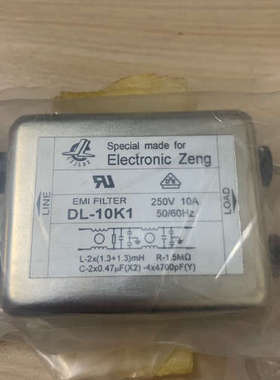 Special made for
Electronic Zeng
EMI FILTER
DL-10K1
250V 10A
50/60Hz
LINE
LOAD
L-2x(1.3+1.3)mH R-1.5MΩ
C-2x0.47μF(X2) -4x4700pF(Y)